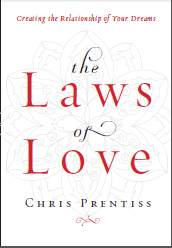 Creating the Relationship of Your Dreams
the
LAWS
of
LOVE
CHRIS PRENTISS